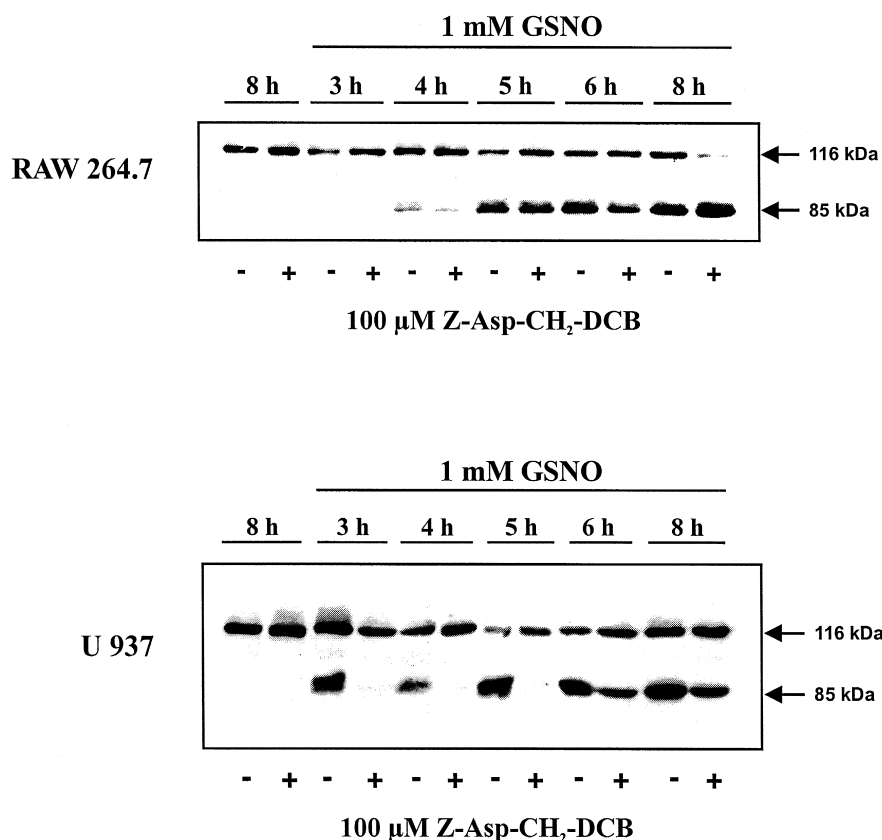 1 mM GSNO
8 h 3 h 4 h 5 h 6 h 8 h
RAW 264.7
116 kDa
85 kDa
- + - + - + - + - + - +
100 μM Z-Asp-CH₂-DCB
1 mM GSNO
8 h 3 h 4 h 5 h 6 h 8 h
U 937
116 kDa
85 kDa
- + - + - + - + - + - +
100 μM Z-Asp-CH₂-DCB